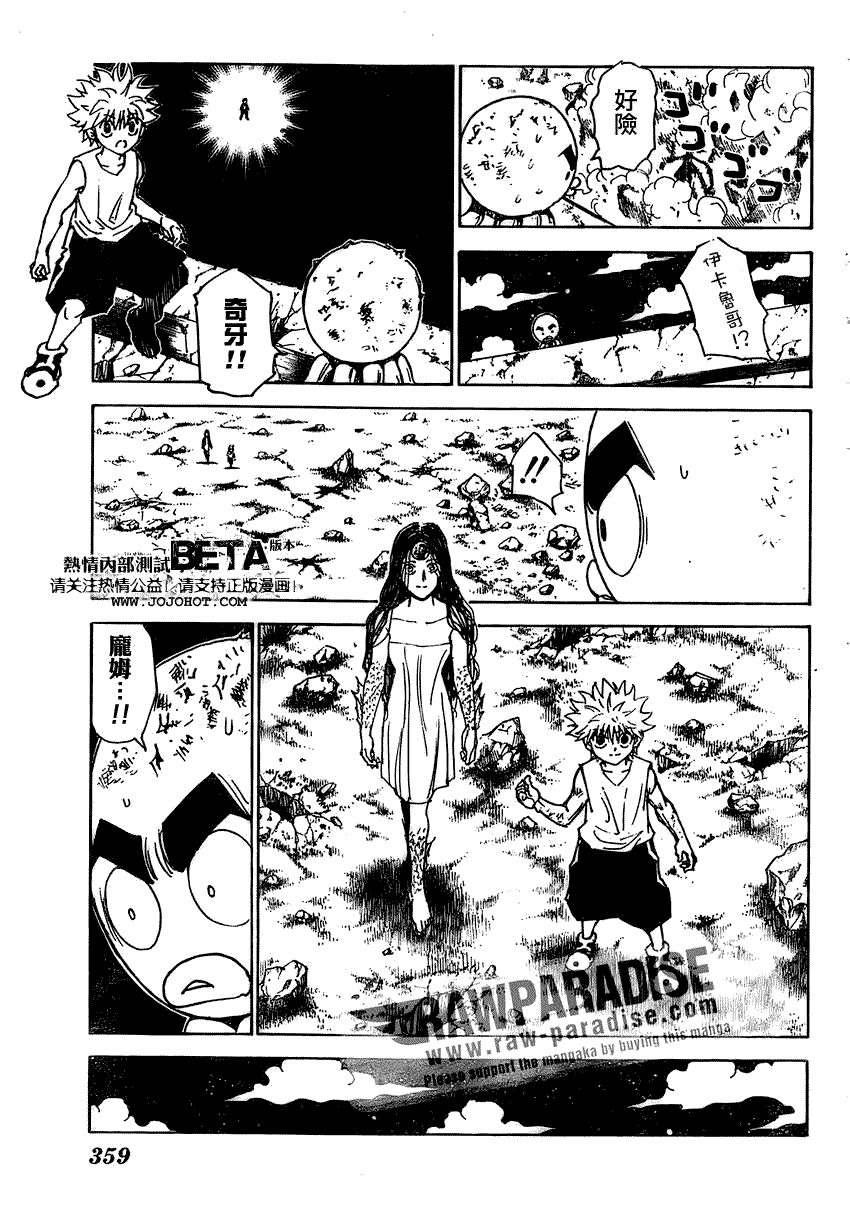 好險
ゴゴゴゴ
奇牙!!
伊卡魯哥!?
!!
熱情內部測試BETA版本
请关注热情公益 请支持正版漫画
WWW.JOJOHOT.COM
龐姆…!!
RAWPARADISE
www.raw-paradise.com
Please support the mangaka by buying this manga
359